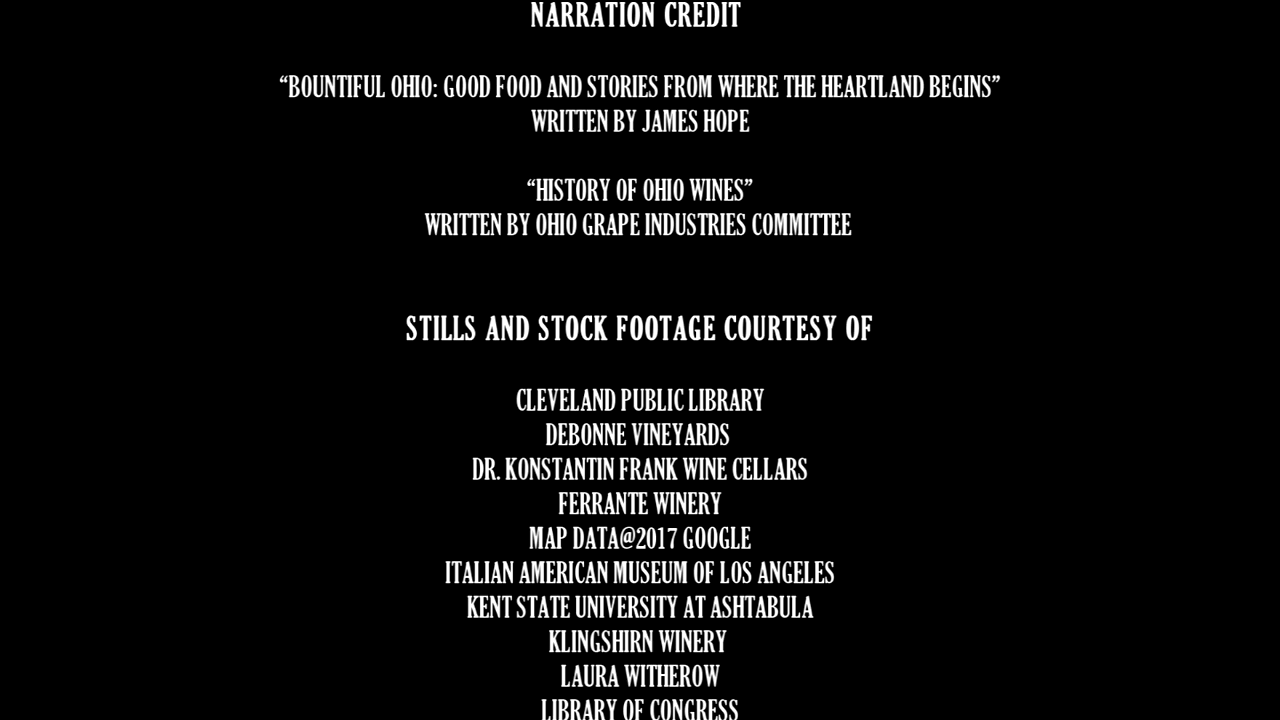 NARRATION CREDIT
“BOUNTIFUL OHIO: GOOD FOOD AND STORIES FROM WHERE THE HEARTLAND BEGINS”
WRITTEN BY JAMES HOPE
“HISTORY OF OHIO WINES”
WRITTEN BY OHIO GRAPE INDUSTRIES COMMITTEE
STILLS AND STOCK FOOTAGE COURTESY OF
CLEVELAND PUBLIC LIBRARY
DEBONNE VINEYARDS
DR. KONSTANTIN FRANK WINE CELLARS
FERRANTE WINERY
MAP DATA@2017 GOOGLE
ITALIAN AMERICAN MUSEUM OF LOS ANGELES
KENT STATE UNIVERSITY AT ASHTABULA
KLINGSHIRN WINERY
LAURA WITHEROW
LIBRARY OF CONGRESS